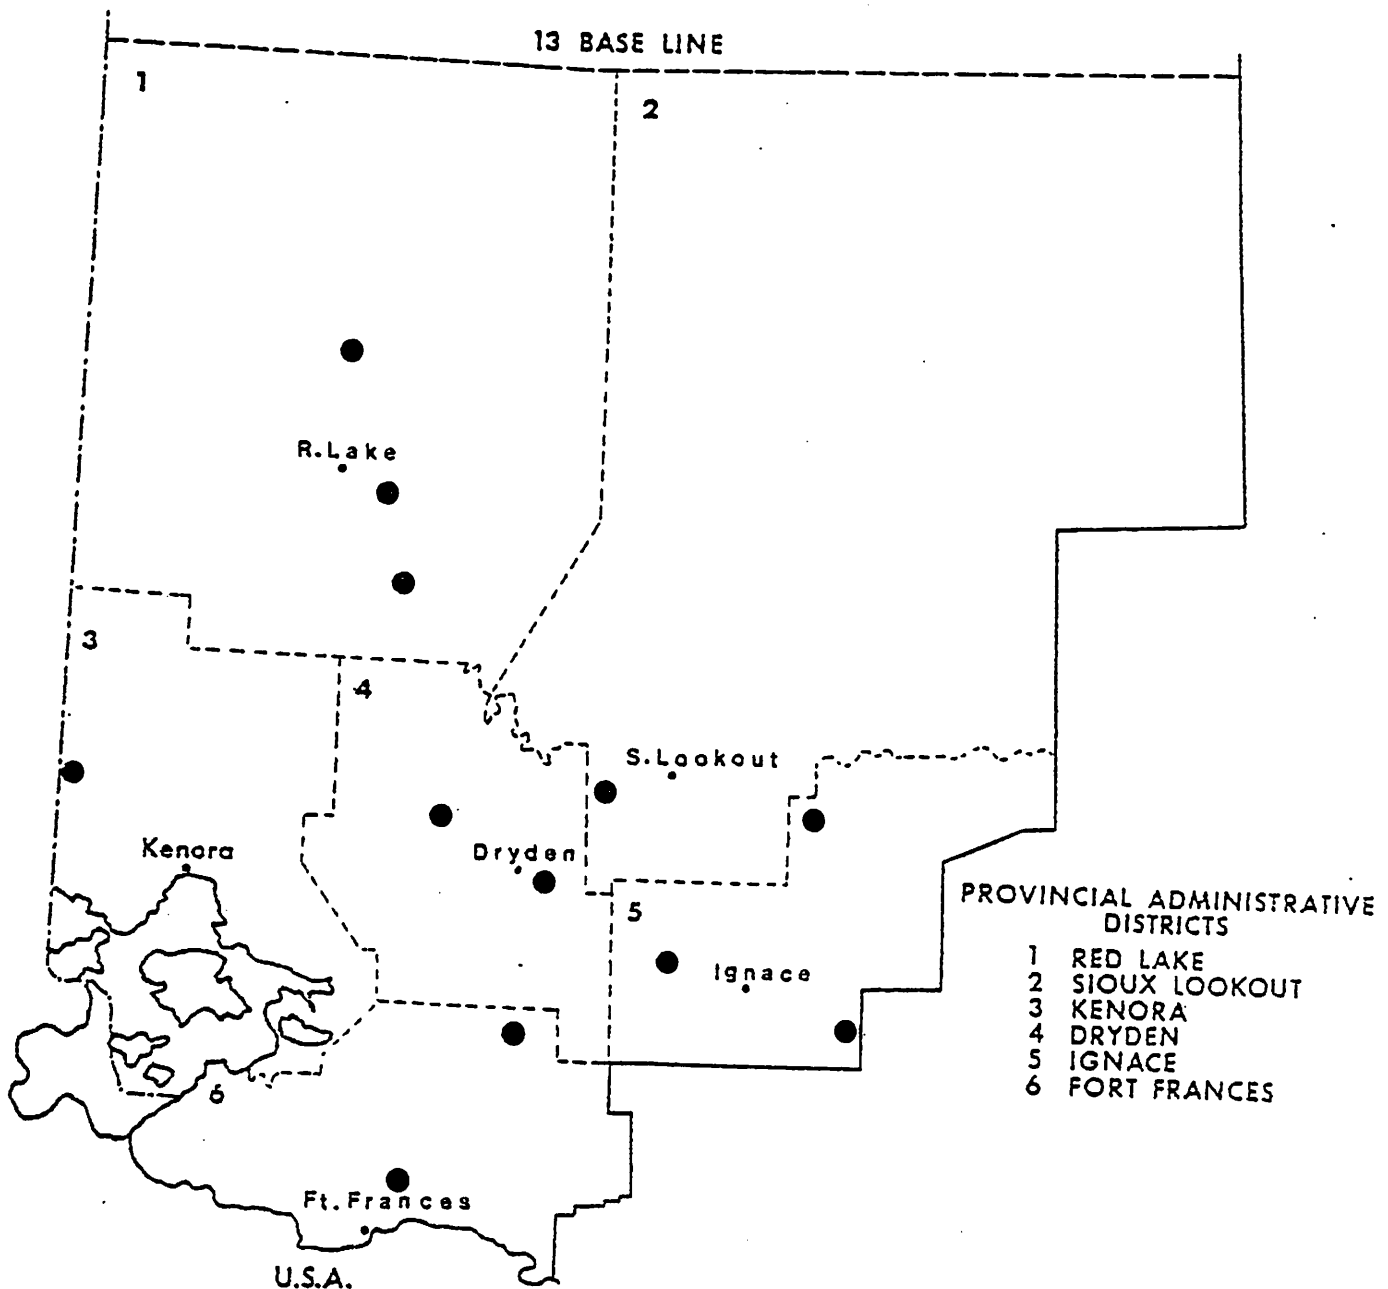 13 BASE LINE
1
2
R.Lake
3
4
S.Lookout
Kenora
Dryden
5
Ignace
6
Ft.Frances
U.S.A.
PROVINCIAL ADMINISTRATIVE
DISTRICTS
1 RED LAKE
2 SIOUX LOOKOUT
3 KENORA
4 DRYDEN
5 IGNACE
6 FORT FRANCES